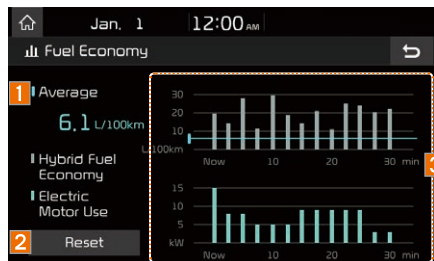 Jan. 1 12:00 AM
Fuel Economy
1 Average
6.1 L/100km
Hybrid Fuel
Economy
Electric
Motor Use
2 Reset
30
20
10
L/100km
Now 10 20 30 min
3
15
10
5
kW
Now 10 20 30 min